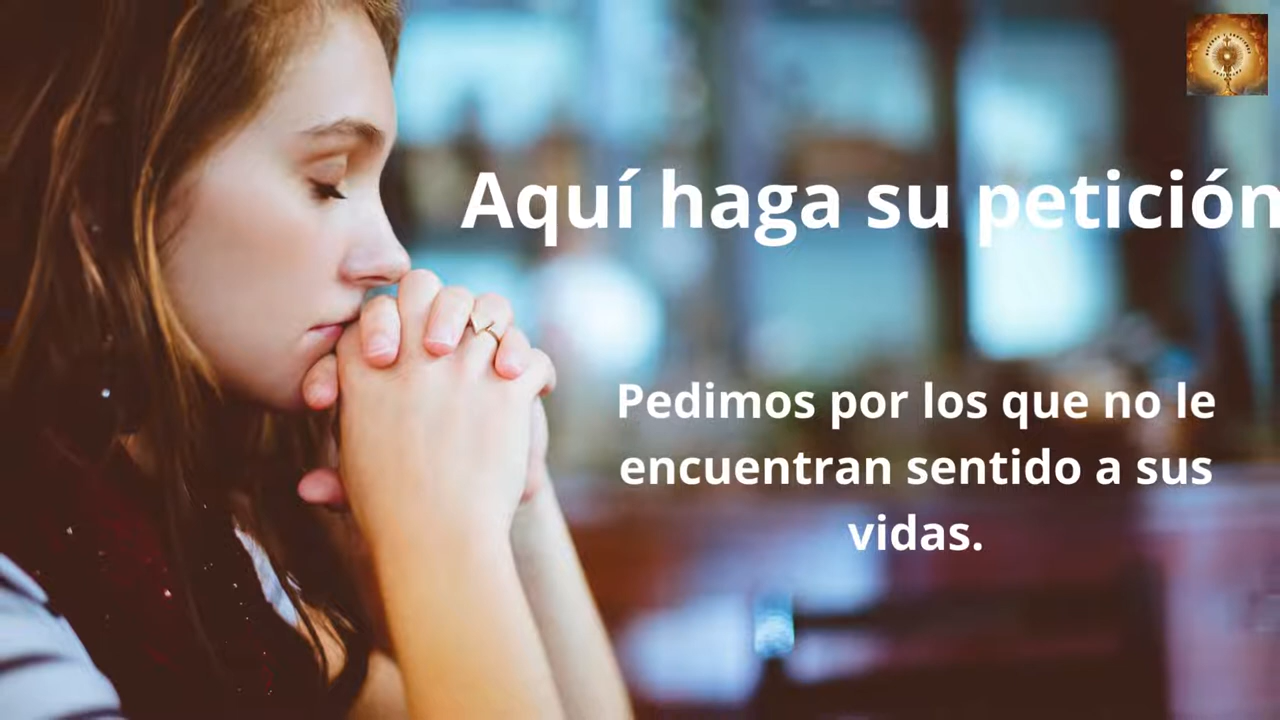 Aquí haga su petición
Pedimos por los que no le
encuentran sentido a sus
vidas.